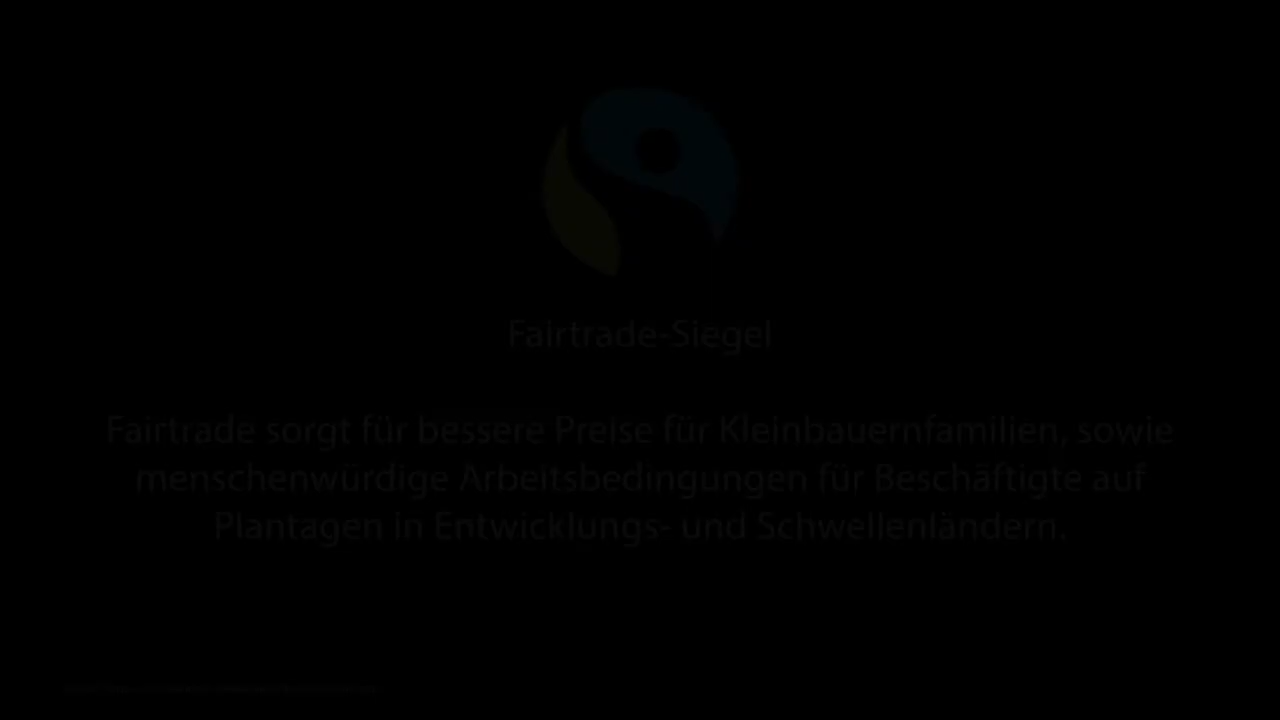 Fairtrade-Siegel
Fairtrade sorgt für bessere Preise für Kleinbauernfamilien, sowie
menschenwürdige Arbeitsbedingungen für Beschäftigte auf
Plantagen in Entwicklungs- und Schwellenländern.